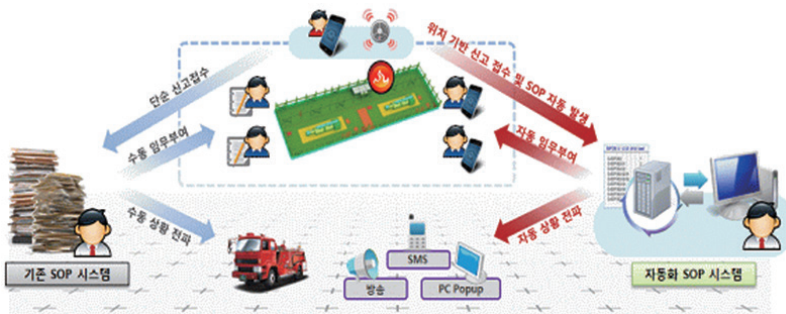 위치 기반 신고 접수 및 SOP 자동 발생
단순 신고접수
수동 임무부여
자동 임무부여
수동 상황 전파
자동 상황 전파
SMS
방송
PC Popup
기존 SOP 시스템
자동화 SOP 시스템